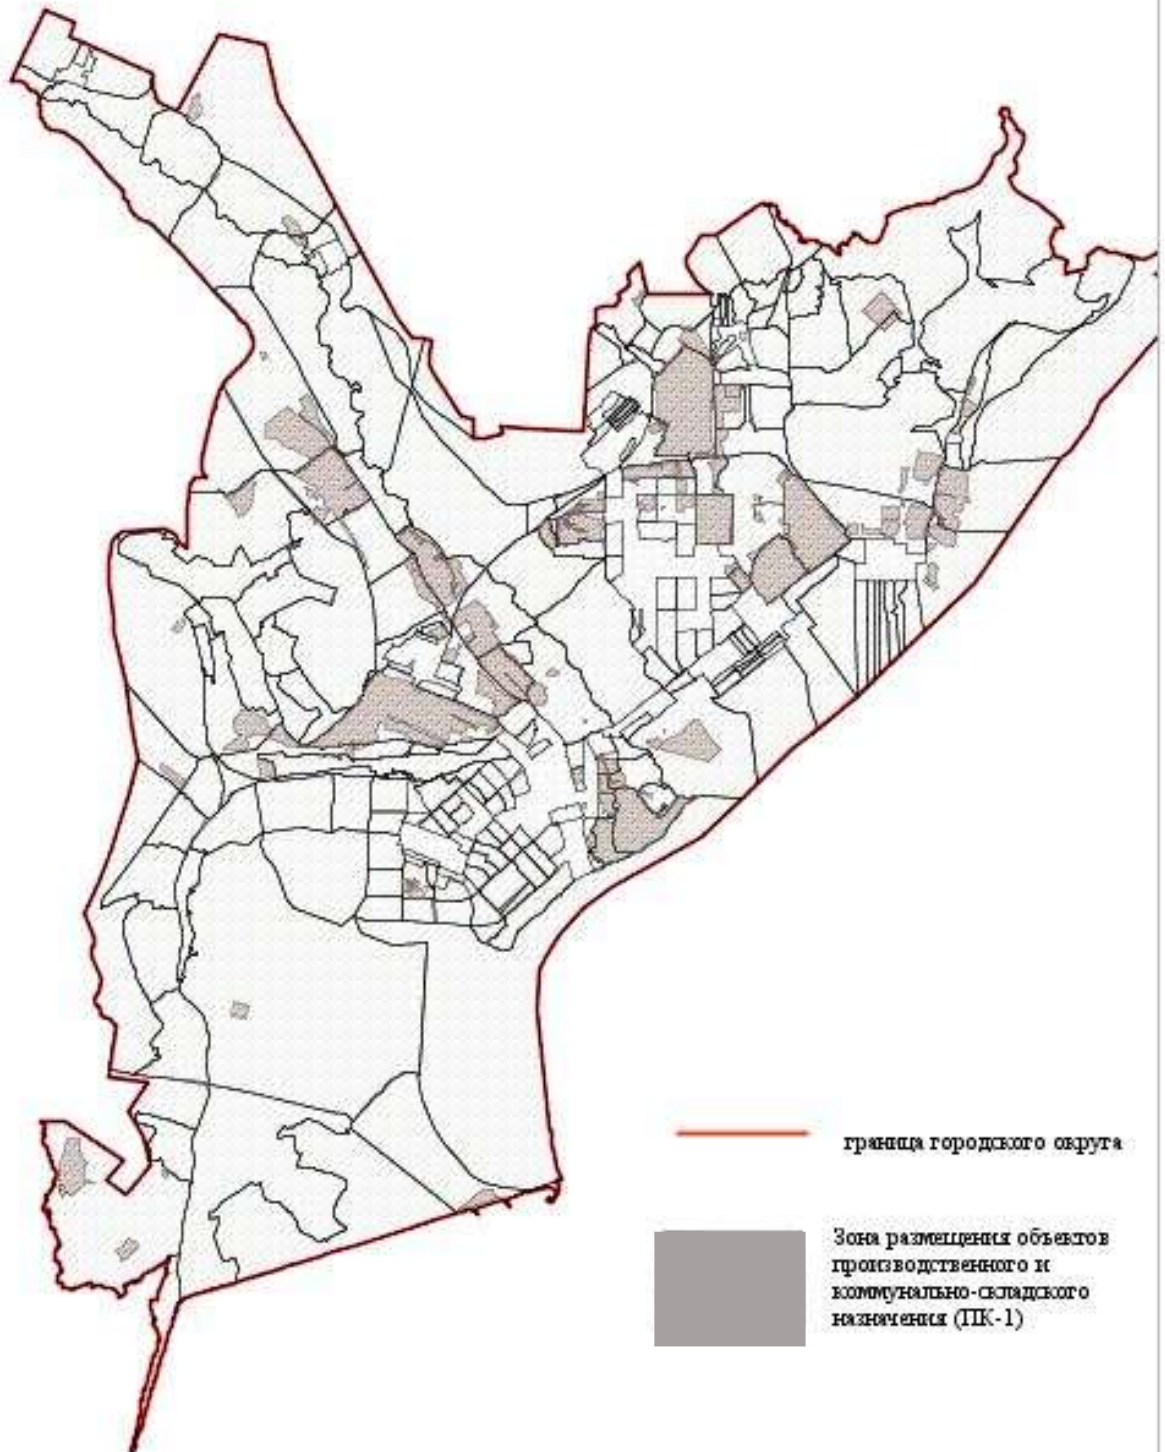 граница городского округа
Зона размещения объектов
производственного и
коммунально-складского
назначения (ПК-1)